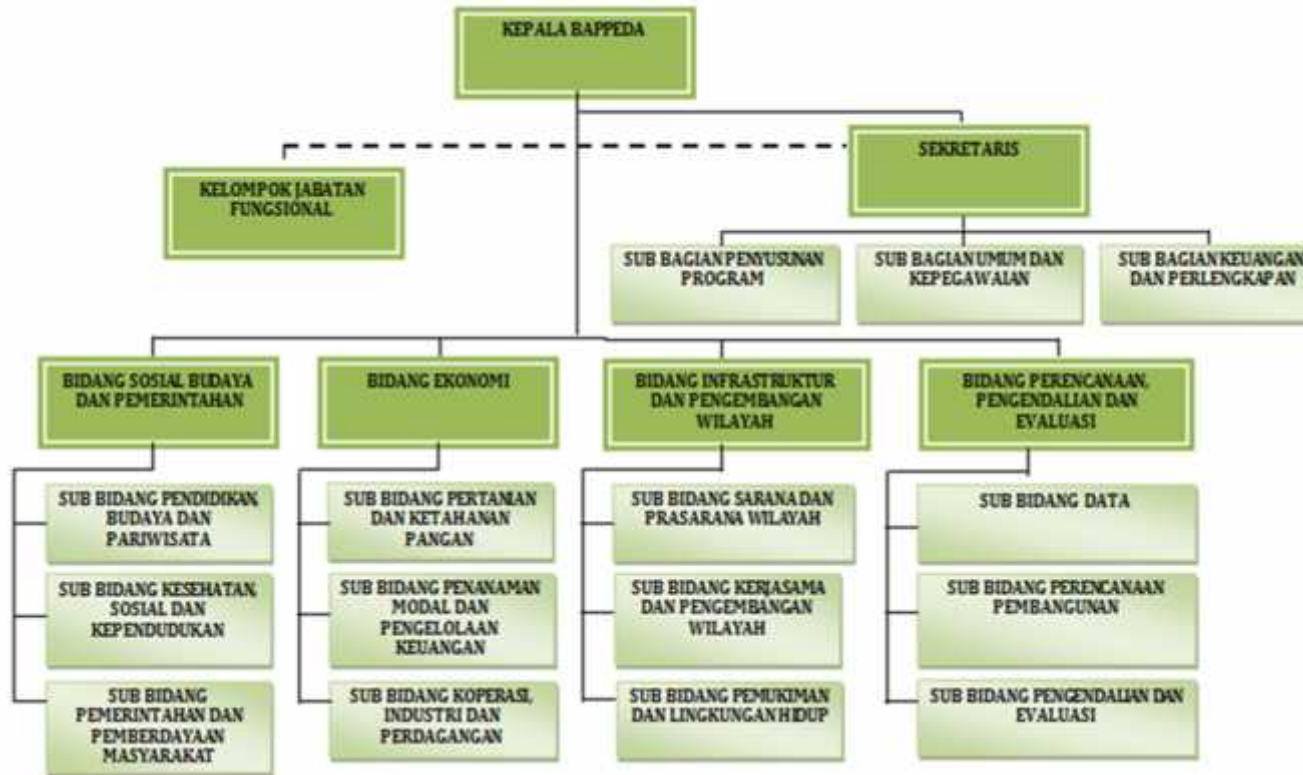 KEPALA BAPPEDA
SEKRETARIS
KELOMPOK JABATAN
FUNGSIONAL
SUB BAGIAN PENYUSUNAN
PROGRAM
SUB BAGIAN UMUM DAN
KEPEGAWAIAN
SUB BAGIAN KEUANGAN
DAN PERLENGKAPAN
BIDANG SOSIAL BUDAYA
DAN PEMERINTAHAN
BIDANG EKONOMI
BIDANG INFRASTRUKTUR
DAN PENGEMBANGAN
WILAYAH
BIDANG PERENCANAAN,
PENGENDALIAN DAN
EVALUASI
SUB BIDANG PENDIDIKAN,
BUDAYA DAN
PARIWISATA
SUB BIDANG KESEHATAN,
SOSIAL DAN
KEPENDUDUKAN
SUB BIDANG
PEMERINTAHAN DAN
PEMBERDAYAAN
MASYARAKAT
SUB BIDANG PERTANIAN
DAN KETAHANAN
PANGAN
SUB BIDANG PENANAMAN
MODAL DAN
PENGELOLAAN
KEUANGAN
SUB BIDANG KOPERASI,
INDUSTRI DAN
PERDAGANGAN
SUB BIDANG SARANA DAN
PRASARANA WILAYAH
SUB BIDANG KERJASAMA
DAN PENGEMBANGAN
WILAYAH
SUB BIDANG PEMUKIMAN
DAN LINGKUNGAN HIDUP
SUB BIDANG DATA
SUB BIDANG PERENCANAAN
PEMBANGUNAN
SUB BIDANG PENGENDALIAN DAN
EVALUASI